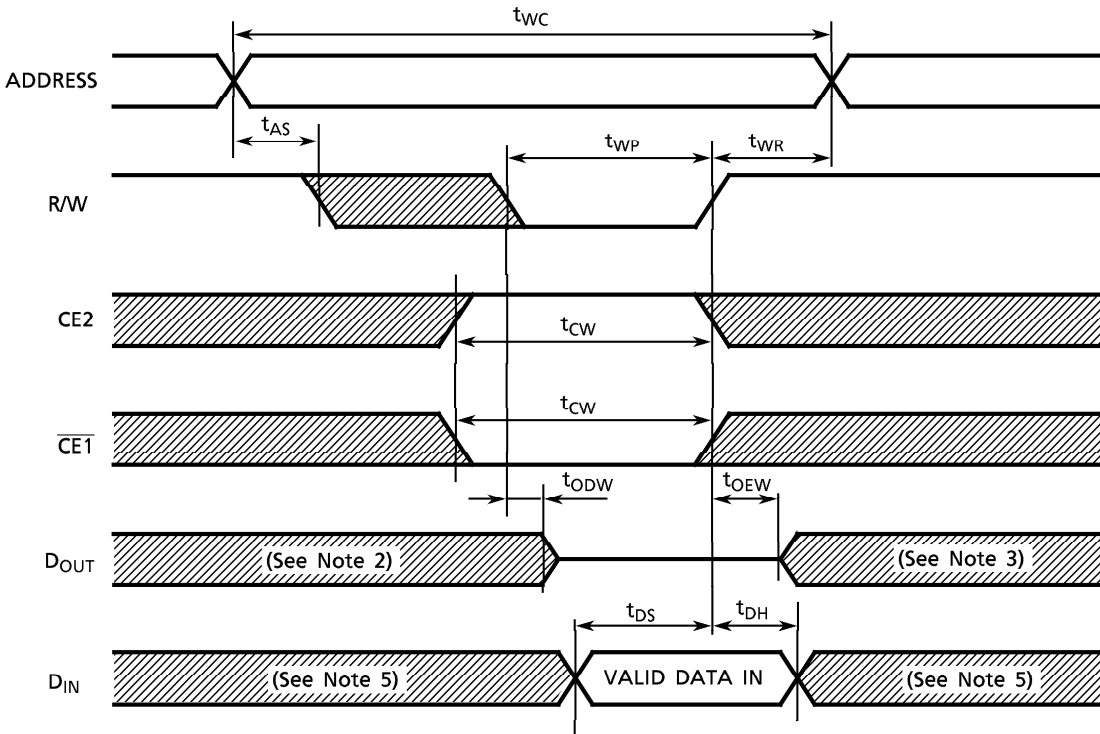 tWC
ADDRESS
tAS
tWP
tWR
R/W
CE2
tCW
CE1
tCW
tODW
tOEW
DOUT
(See Note 2)
(See Note 3)
tDS
tDH
DIN
(See Note 5)
VALID DATA IN
(See Note 5)